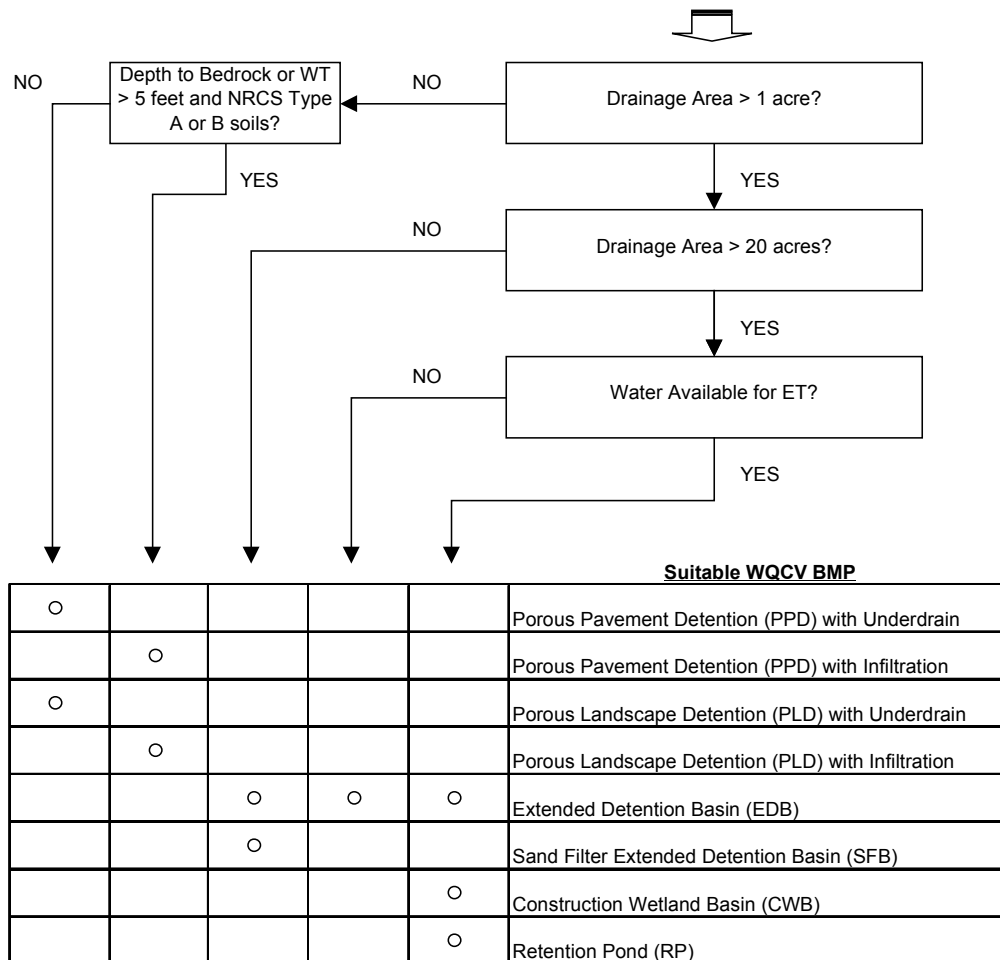 NO
Depth to Bedrock or WT
> 5 feet and NRCS Type
A or B soils?
NO
Drainage Area > 1 acre?
YES
YES
NO
Drainage Area > 20 acres?
YES
NO
Water Available for ET?
YES
Suitable WQCV BMP
Porous Pavement Detention (PPD) with Underdrain
Porous Pavement Detention (PPD) with Infiltration
Porous Landscape Detention (PLD) with Underdrain
Porous Landscape Detention (PLD) with Infiltration
Extended Detention Basin (EDB)
Sand Filter Extended Detention Basin (SFB)
Construction Wetland Basin (CWB)
Retention Pond (RP)